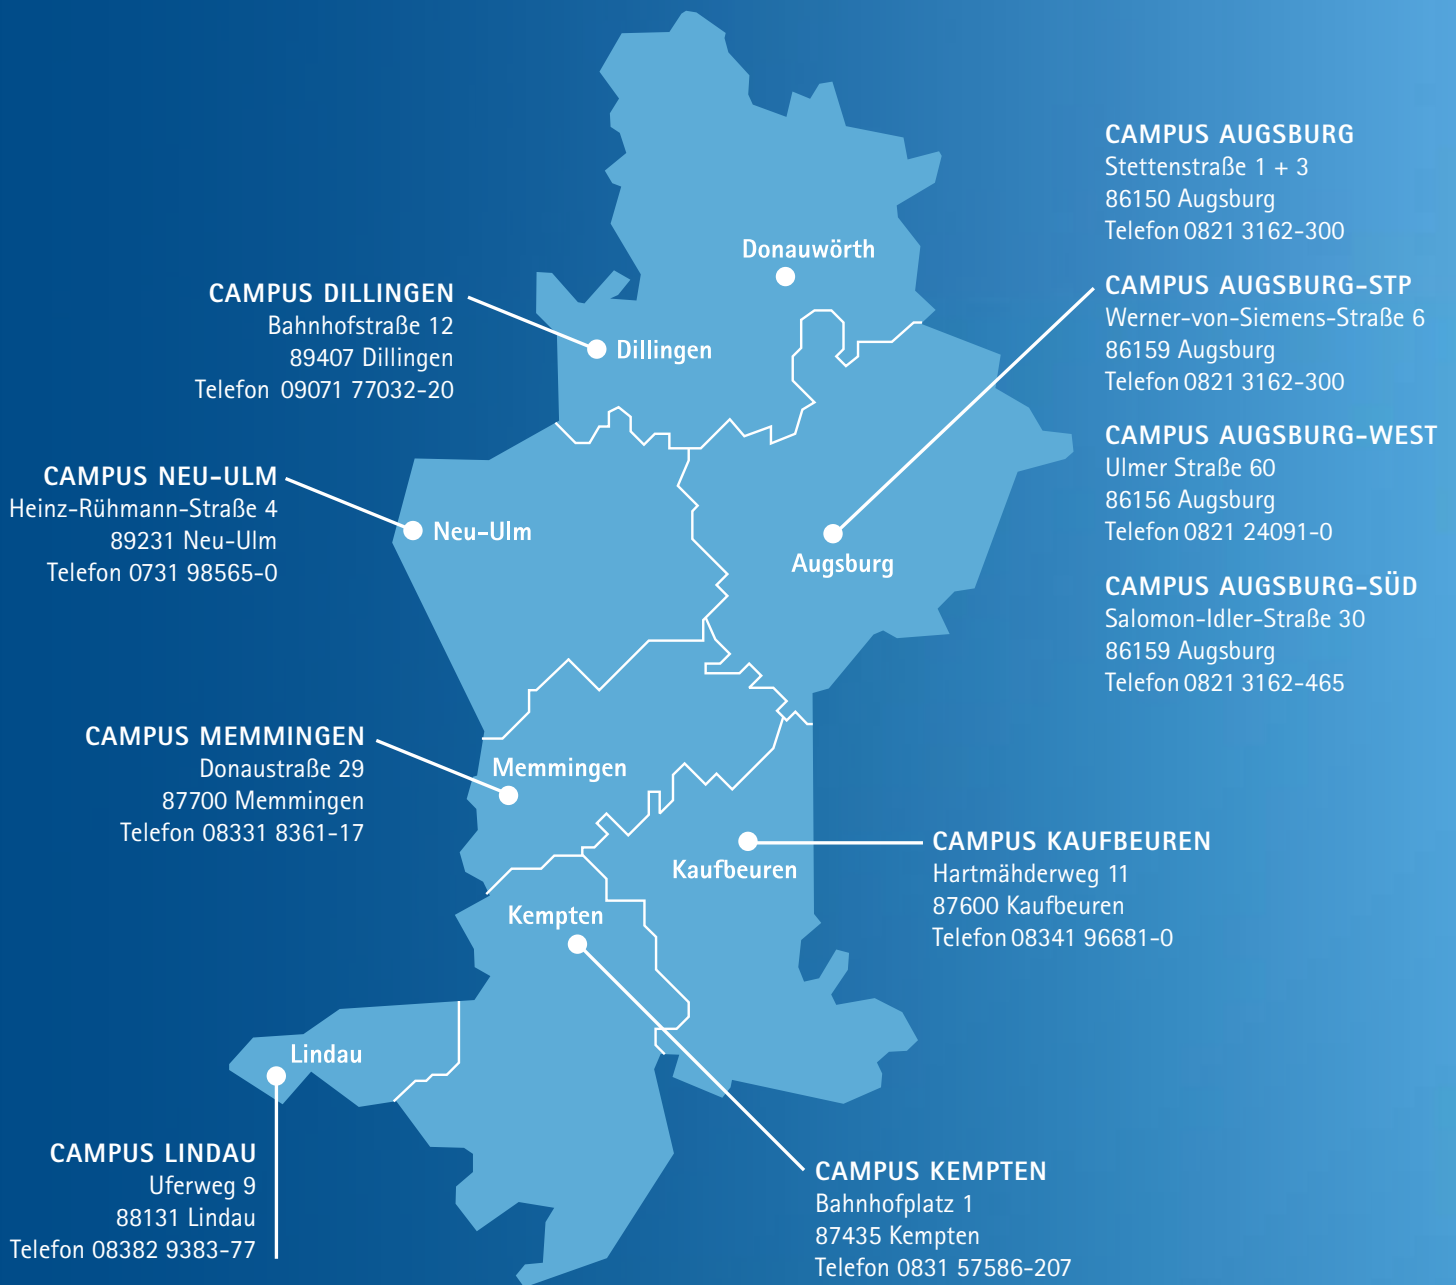 CAMPUS AUGSBURG
Stettenstraße 1 + 3
86150 Augsburg
Telefon 0821 3162-300
Donauwörth
CAMPUS DILLINGEN
Bahnhofstraße 12
89407 Dillingen
Telefon 09071 77032-20
Dillingen
CAMPUS AUGSBURG-STP
Werner-von-Siemens-Straße 6
86159 Augsburg
Telefon 0821 3162-300
CAMPUS AUGSBURG-WEST
Ulmer Straße 60
86156 Augsburg
Telefon 0821 24091-0
CAMPUS NEU-ULM
Heinz-Rühmann-Straße 4
89231 Neu-Ulm
Telefon 0731 98565-0
Neu-Ulm
Augsburg
CAMPUS AUGSBURG-SÜD
Salomon-Idler-Straße 30
86159 Augsburg
Telefon 0821 3162-465
CAMPUS MEMMINGEN
Donaustraße 29
87700 Memmingen
Telefon 08331 8361-17
Memmingen
Kaufbeuren
CAMPUS KAUFBEUREN
Hartmähderweg 11
87600 Kaufbeuren
Telefon 08341 96681-0
Kempten
Lindau
CAMPUS LINDAU
Uferweg 9
88131 Lindau
Telefon 08382 9383-77
CAMPUS KEMPTEN
Bahnhofplatz 1
87435 Kempten
Telefon 0831 57586-207